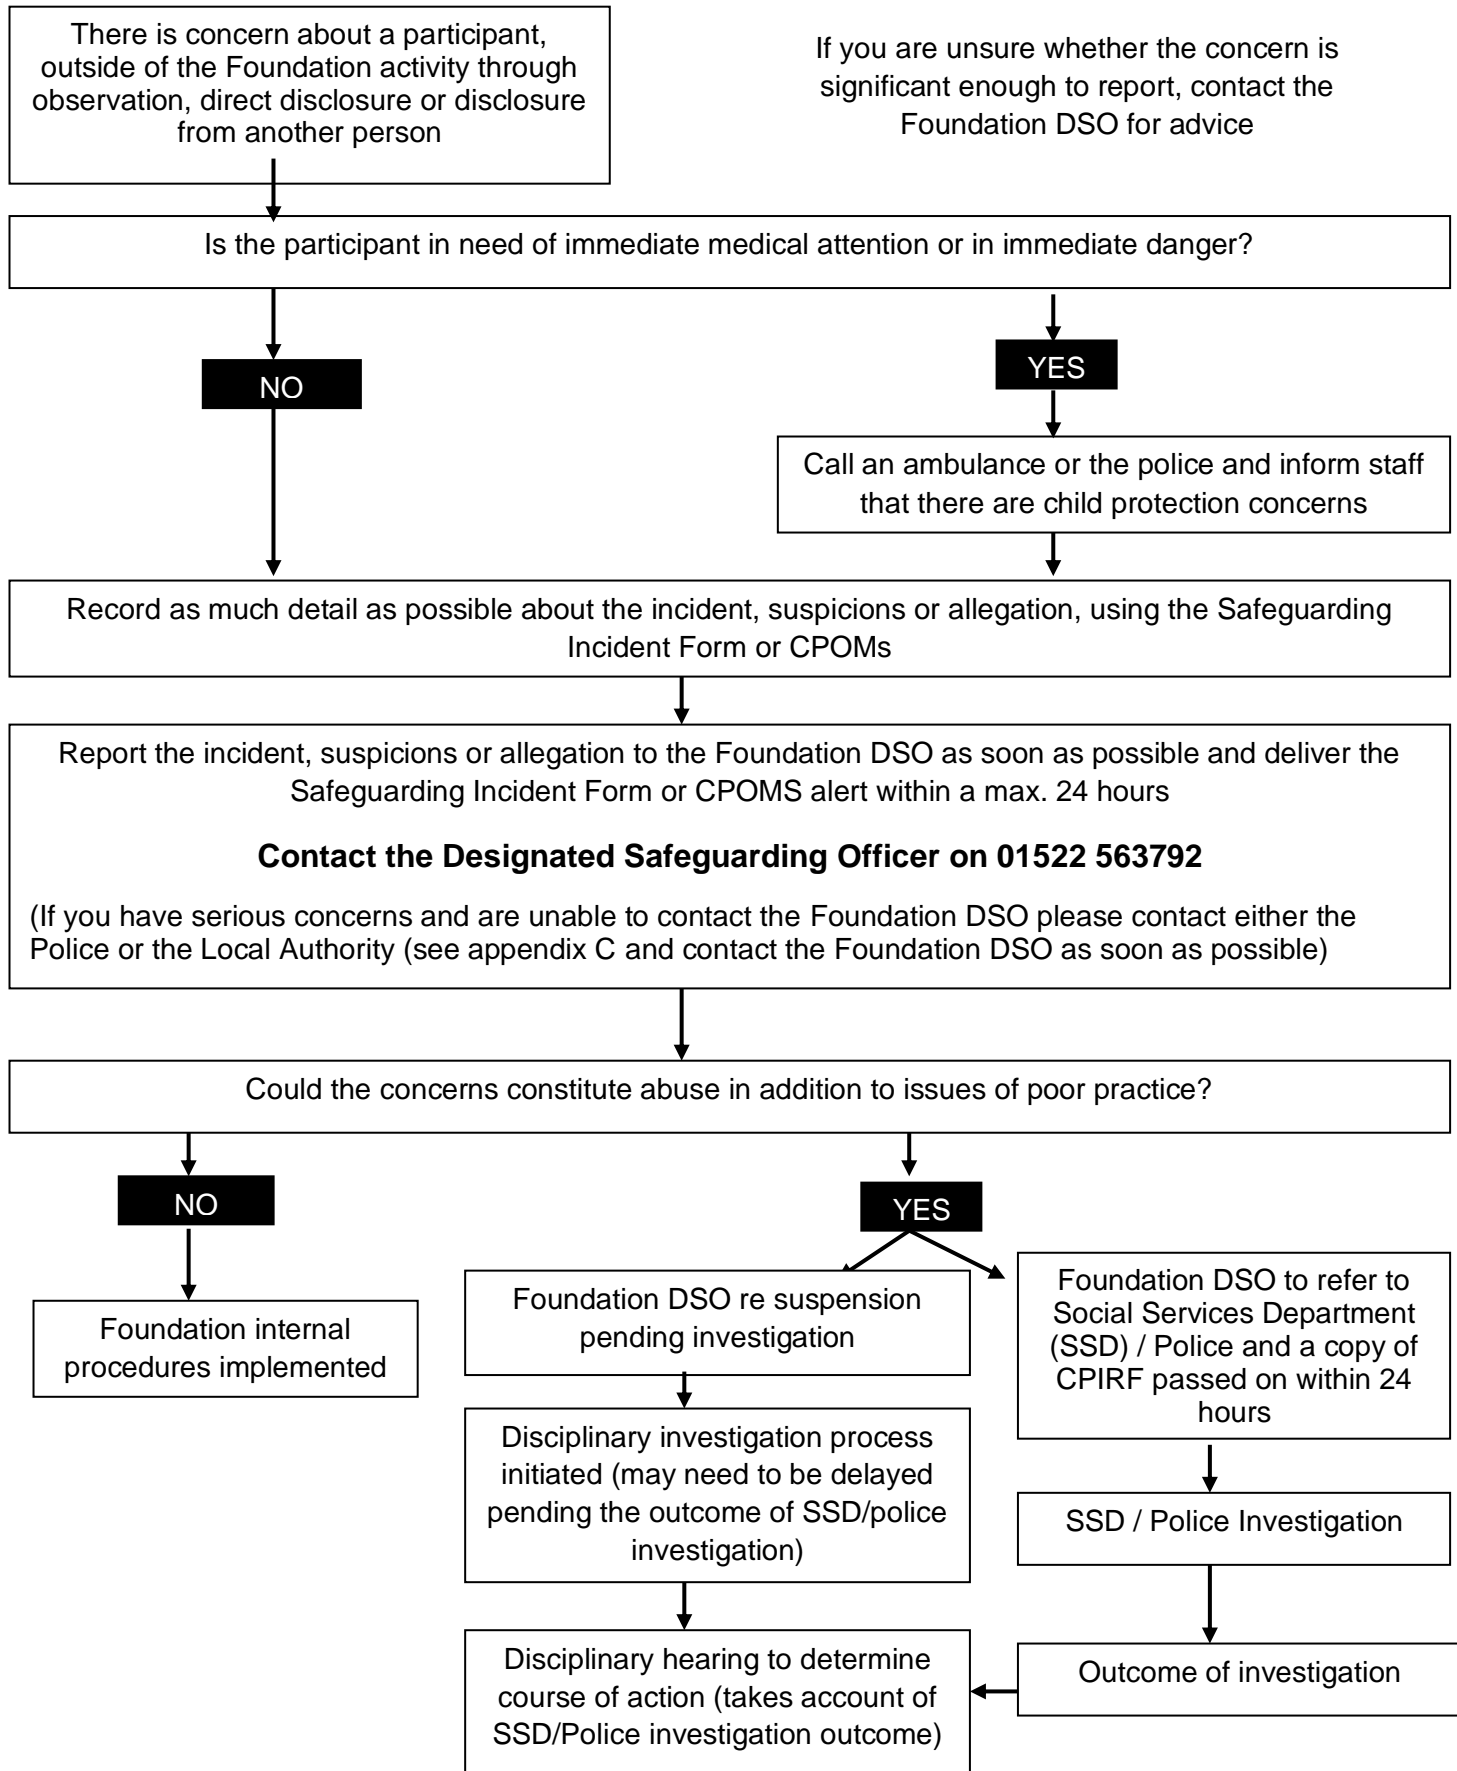 There is concern about a participant,
outside of the Foundation activity through
observation, direct disclosure or disclosure
from another person
If you are unsure whether the concern is
significant enough to report, contact the
Foundation DSO for advice
Is the participant in need of immediate medical attention or in immediate danger?
NO
YES
Call an ambulance or the police and inform staff
that there are child protection concerns
Record as much detail as possible about the incident, suspicions or allegation, using the Safeguarding
Incident Form or CPOMs
Report the incident, suspicions or allegation to the Foundation DSO as soon as possible and deliver the
Safeguarding Incident Form or CPOMS alert within a max. 24 hours
Contact the Designated Safeguarding Officer on 01522 563792
(If you have serious concerns and are unable to contact the Foundation DSO please contact either the
Police or the Local Authority (see appendix C and contact the Foundation DSO as soon as possible)
Could the concerns constitute abuse in addition to issues of poor practice?
NO
YES
Foundation internal
procedures implemented
Foundation DSO re suspension
pending investigation
Foundation DSO to refer to
Social Services Department
(SSD) / Police and a copy of
CPIRF passed on within 24
hours
Disciplinary investigation process
initiated (may need to be delayed
pending the outcome of SSD/police
investigation)
SSD / Police Investigation
Disciplinary hearing to determine
course of action (takes account of
SSD/Police investigation outcome)
Outcome of investigation